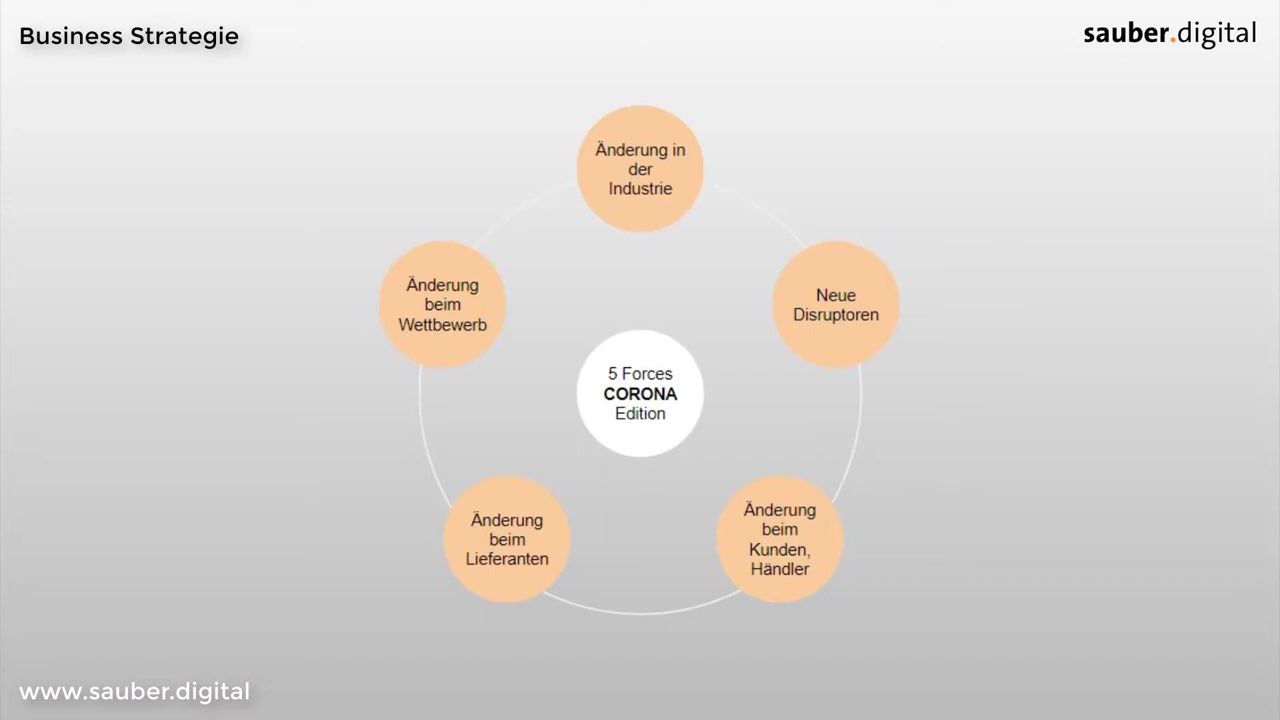 Business Strategie
sauber.digital
Änderung in
der
Industrie
Neue
Disruptoren
Änderung
beim
Kunden,
Händler
Änderung
beim
Lieferanten
Änderung
beim
Wettbewerb
5 Forces
CORONA
Edition
www.sauber.digital